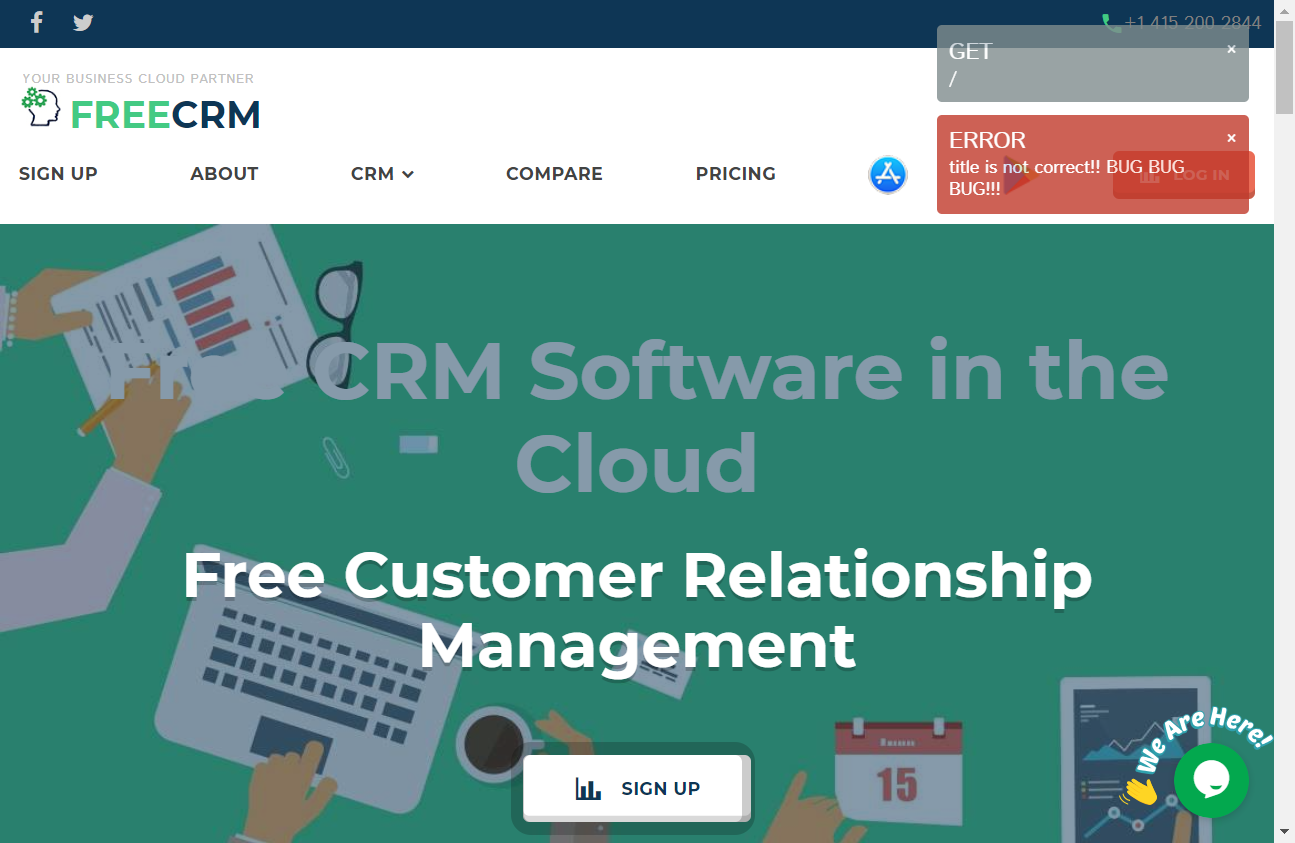 +1 415 200 2844
GET
/
ERROR
title is not correct!! BUG BUG
BUG!!!
YOUR BUSINESS CLOUD PARTNER
FREECRM
SIGN UP ABOUT CRM COMPARE PRICING LOG IN
Free CRM Software in the
Cloud
Free Customer Relationship
Management
SIGN UP
15
We Are Here!